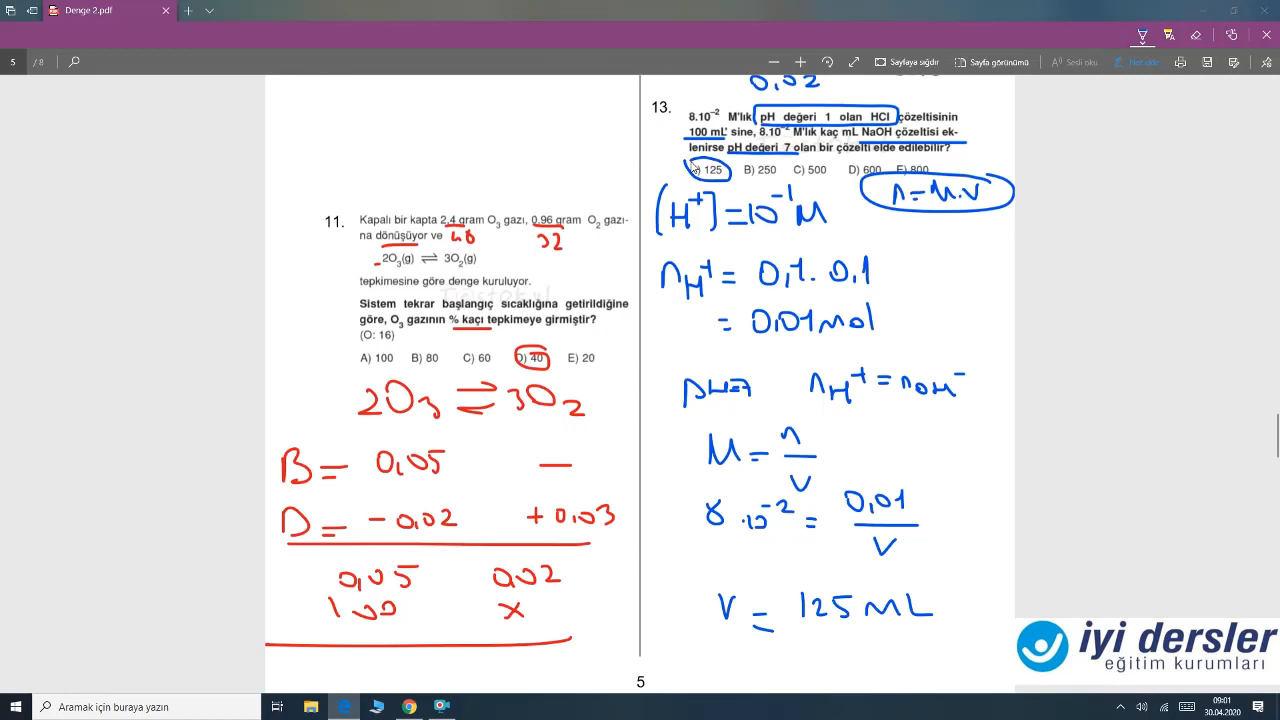 Denge 2.pdf
5 / 8
Sayfaya sığdır
Sayfa görünümü
Sesli oku
Not ekle
11.
Kapalı bir kapta 2,4 gram O3 gazı, 0,96 gram O2 gazı-
na dönüşüyor ve
48
32
2O3(g) ⇌ 3O2(g)
tepkimesine göre denge kuruluyor.
Sistem tekrar başlangıç sıcaklığına getirildiğine
göre, O3 gazının % kaçı tepkimeye girmiştir?
(O: 16)
A) 100 B) 80 C) 60 D) 40 E) 20
2O3 ⇌ 3O2
B = 0,05 —
D = - 0,02 + 0,03
0,05 0,02
100 x
0,02
13.
8.10⁻² M'lık pH değeri 1 olan HCl çözeltisinin
100 mL' sine, 8.10⁻² M'lık kaç mL NaOH çözeltisi ek-
lenirse pH değeri 7 olan bir çözelti elde edilebilir?
125 B) 250 C) 500 D) 600 E) 800
n = M.V
[H⁺] = 10⁻¹ M
nH⁺ = 0,1 . 0,1
= 0,01 mol
pH=7 nH⁺ = nOH⁻
M = n
V
8 .10⁻² = 0,01
V
V = 125 mL
5
iyi dersler
eğitim kurumları
Aramak için buraya yazın
09:01
30.04.2020